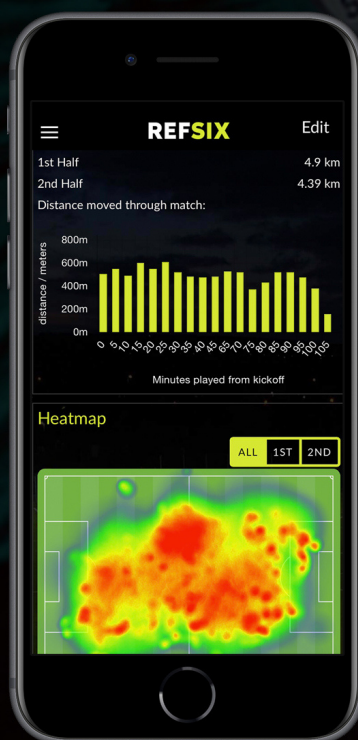 REFSIX Edit
1st Half 4.9 km
2nd Half 4.39 km
Distance moved through match:
distance / meters
800m
600m
400m
200m
0m
0 5 10 15 20 25 30 35 40 45 65 70 75 80 85 90 95 100 105
Minutes played from kickoff
Heatmap
ALL 1ST 2ND